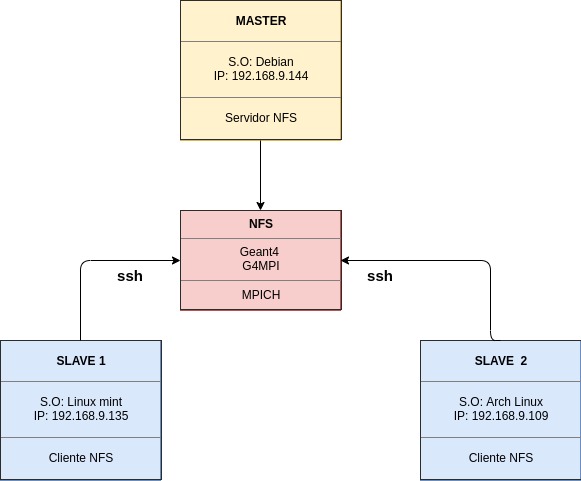 MASTER
S.O: Debian
IP: 192.168.9.144
Servidor NFS
NFS
Geant4
G4MPI
MPICH
ssh
ssh
SLAVE 1
S.O: Linux mint
IP: 192.168.9.135
Cliente NFS
SLAVE 2
S.O: Arch Linux
IP: 192.168.9.109
Cliente NFS